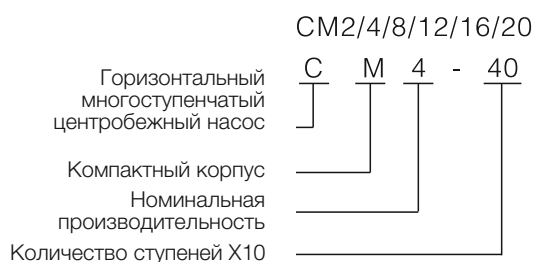 CM2/4/8/12/16/20
C M 4 - 40
Горизонтальный
многоступенчатый
центробежный насос
Компактный корпус
Номинальная
производительность
Количество ступеней X10